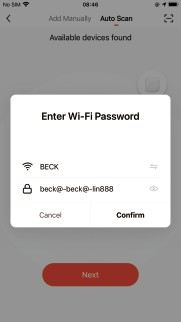 No SIM 08:46
Add Manually Auto Scan
Available devices found
Enter Wi-Fi Password
BECK
beck@-beck@-lin888
Cancel Confirm
Next